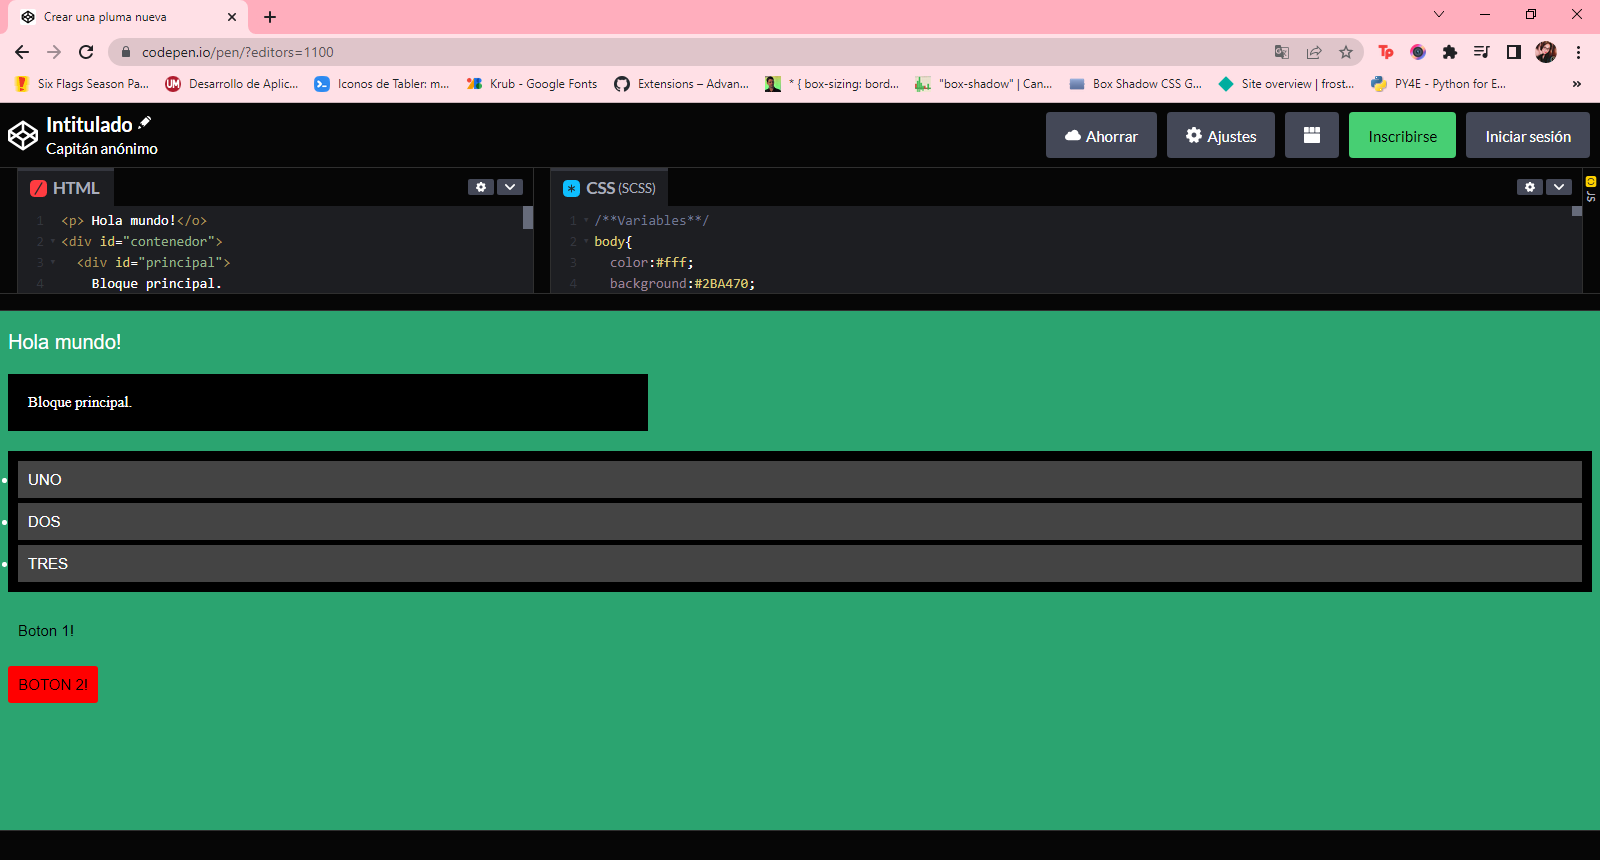 Crear una pluma nueva
codepen.io/pen/?editors=1100
Six Flags Season Pa... Desarrollo de Aplic... Iconos de Tabler: m... Krub - Google Fonts Extensions – Advan... * { box-sizing: bord... "box-shadow" | Can... Box Shadow CSS G... Site overview | frost... PY4E - Python for E... »
Intitulado
Capitán anónimo
Ahorrar Ajustes Inscribirse Iniciar sesión
HTML
1 <p> Hola mundo!</o>
2 <div id="contenedor">
3 <div id="principal">
4 Bloque principal.
CSS (SCSS)
1 /**Variables**/
2 body{
3 color:#fff;
4 background:#2BA470;
JS
Hola mundo!
Bloque principal.
UNO
DOS
TRES
Boton 1!
BOTON 2!